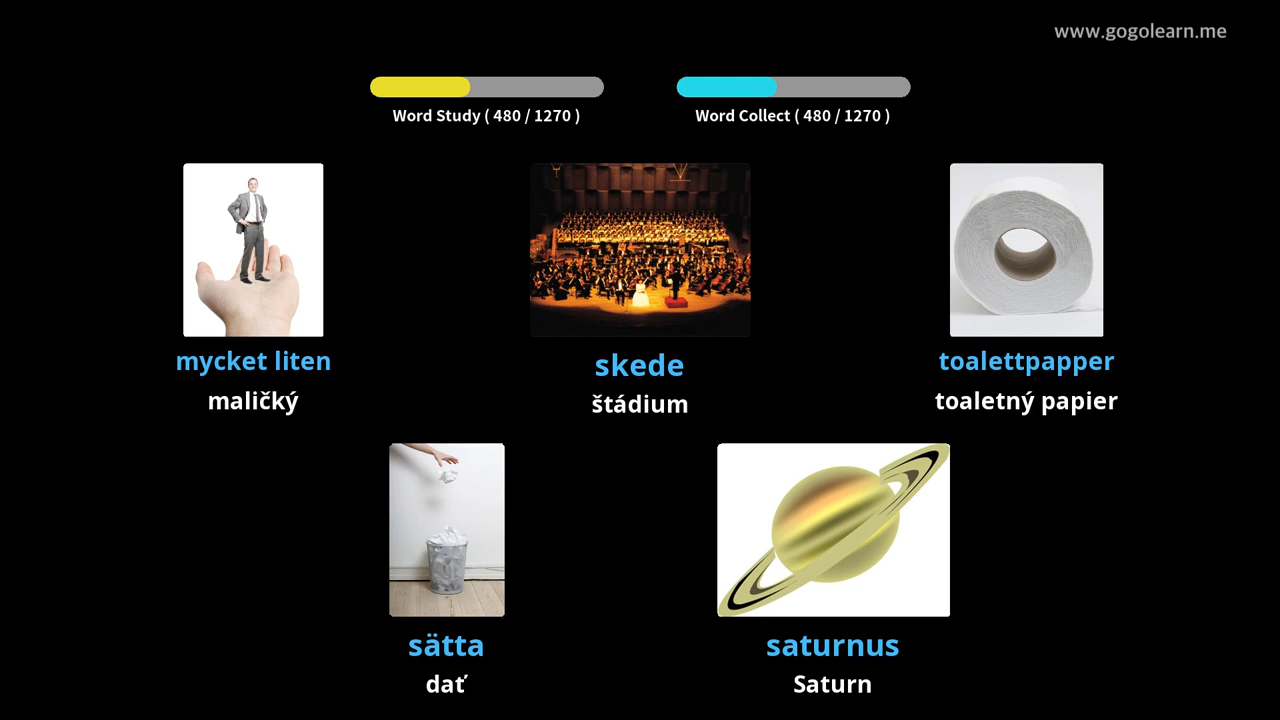 www.gogolearn.me
Word Study ( 480 / 1270 )
Word Collect ( 480 / 1270 )
mycket liten
maličký
skede
štádium
toalettpapper
toaletný papier
sätta
dať
saturnus
Saturn